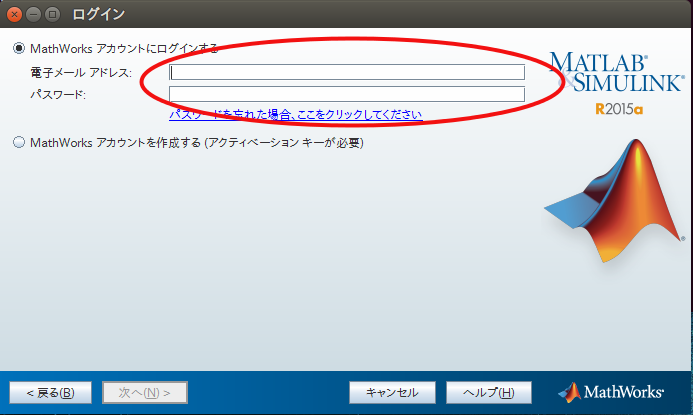 ログイン
MathWorks アカウントにログインする
電子メール アドレス:
パスワード:
パスワードを忘れた場合、ここをクリックしてください
MathWorks アカウントを作成する (アクティベーション キーが必要)
MATLAB®
&SIMULINK®
R2015a
®
< 戻る(B)
次へ(N) >
キャンセル
ヘルプ(H)
MathWorks®